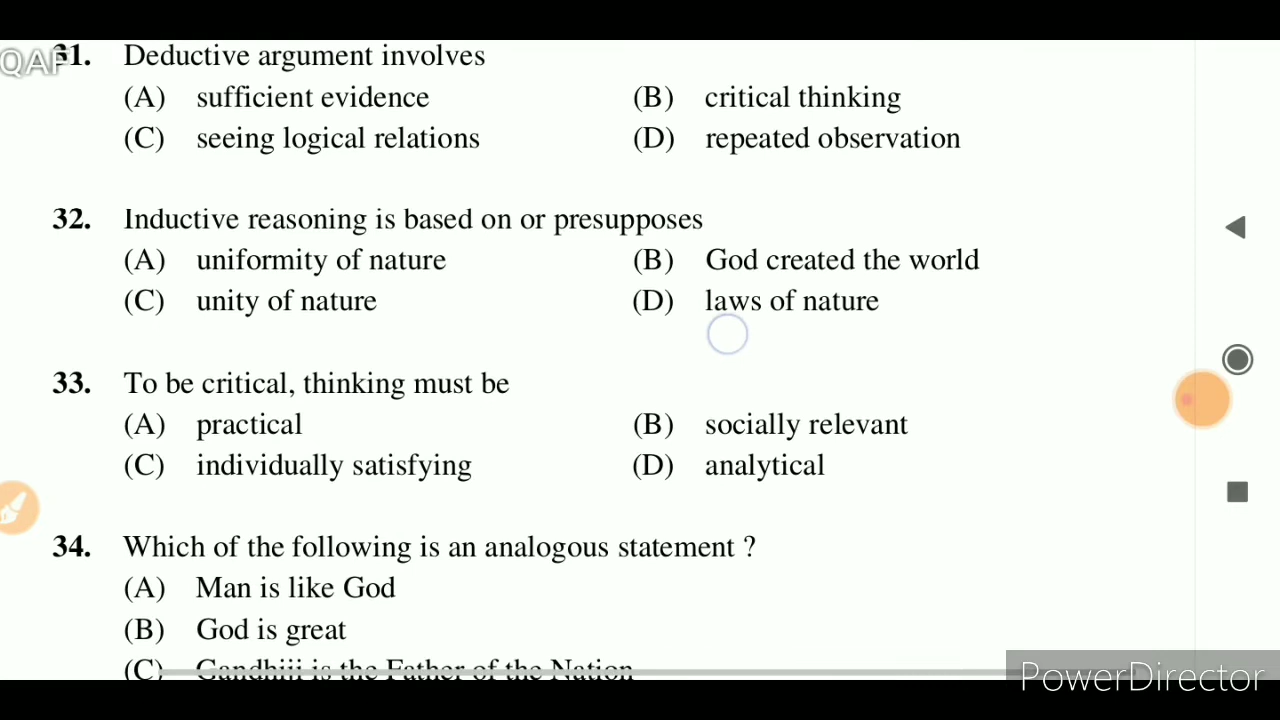 QAF
31. Deductive argument involves
(A) sufficient evidence (B) critical thinking
(C) seeing logical relations (D) repeated observation
32. Inductive reasoning is based on or presupposes
(A) uniformity of nature (B) God created the world
(C) unity of nature (D) laws of nature
33. To be critical, thinking must be
(A) practical (B) socially relevant
(C) individually satisfying (D) analytical
34. Which of the following is an analogous statement ?
(A) Man is like God
(B) God is great
(C) Gandhiji is the Father of the Nation
PowerDirector